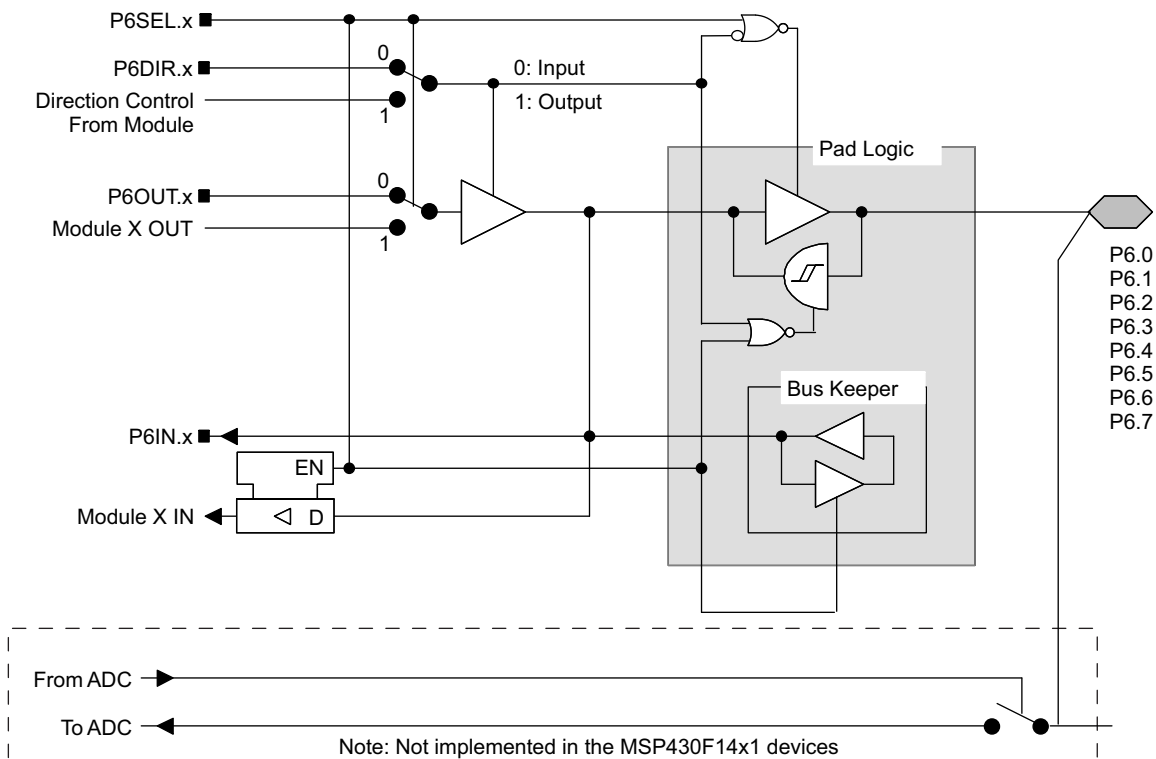 P6SEL.x
P6DIR.x
0
0: Input
Direction Control
From Module
1
1: Output
Pad Logic
P6OUT.x
0
Module X OUT
1
P6.0
P6.1
P6.2
P6.3
P6.4
P6.5
P6.6
P6.7
Bus Keeper
P6IN.x
EN
Module X IN
D
From ADC
To ADC
Note: Not implemented in the MSP430F14x1 devices